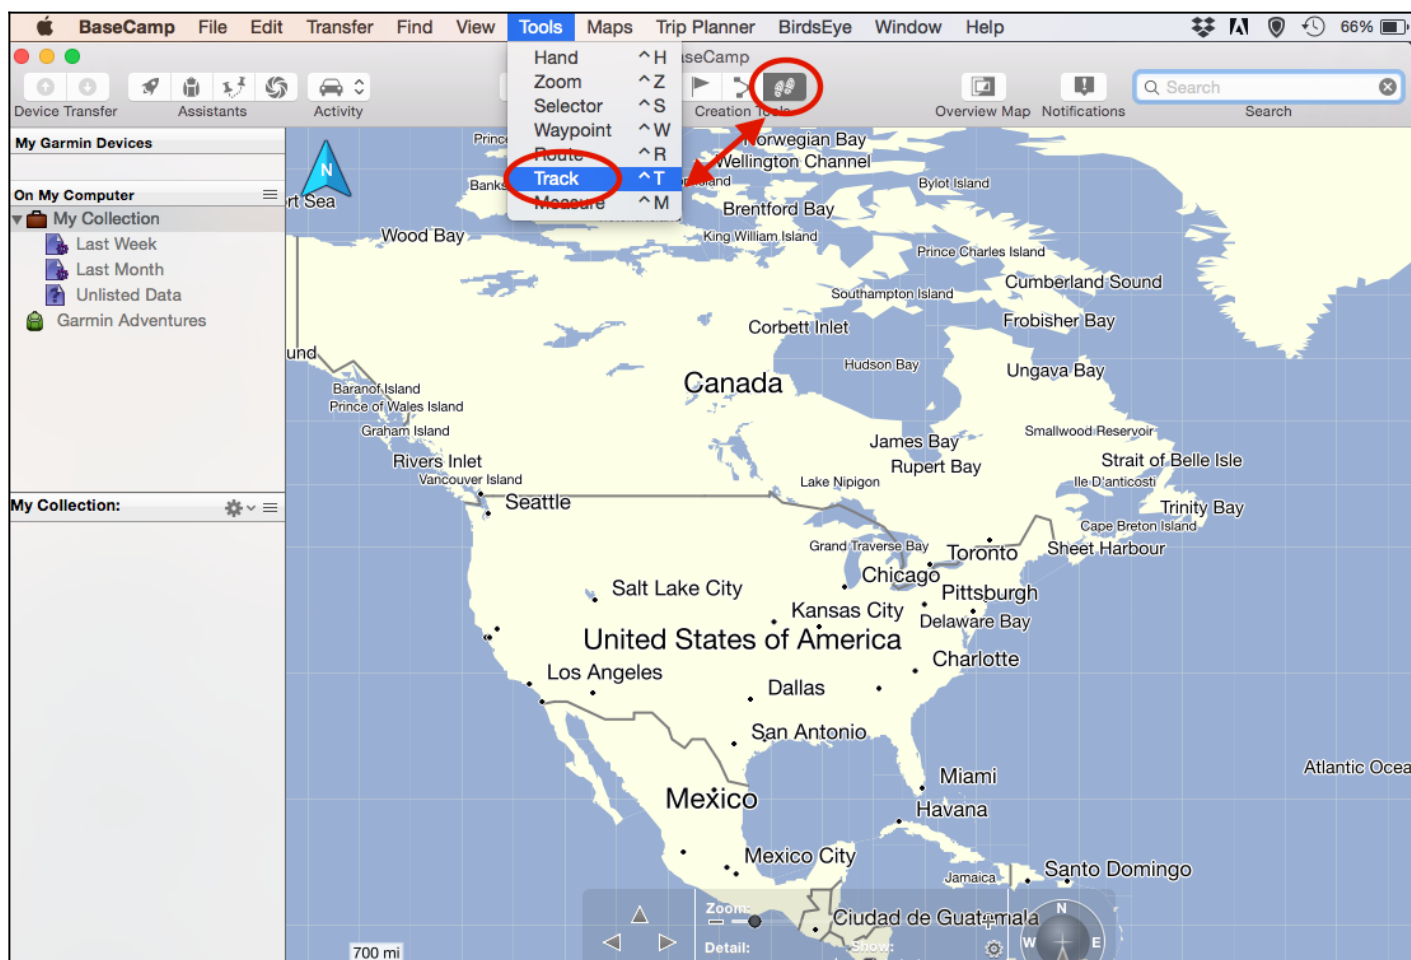 BaseCamp File Edit Transfer Find View Tools Maps Trip Planner BirdsEye Window Help 66%
Hand ^H
Zoom ^Z
Selector ^S
Waypoint ^W
Route ^R
Track ^T
Measure ^M
seCamp
Search
Device Transfer Assistants Activity Creation Tools Overview Map Notifications Search
My Garmin Devices
On My Computer
My Collection
Last Week
Last Month
Unlisted Data
Garmin Adventures
My Collection:
N
Norwegian Bay
Wellington Channel
Banks
Island
Bylot Island
rt Sea
Brentford Bay
Wood Bay
King William Island
Prince Charles Island
Cumberland Sound
Southampton Island
Frobisher Bay
Corbett Inlet
und
Hudson Bay
Ungava Bay
Canada
Baranof Island
Prince of Wales Island
Graham Island
Smallwood Reservoir
James Bay
Rivers Inlet
Rupert Bay
Strait of Belle Isle
Vancouver Island
Lake Nipigon
Ile D'anticosti
Seattle
Trinity Bay
Cape Breton Island
Grand Traverse Bay
Toronto
Sheet Harbour
Chicago
Salt Lake City
Pittsburgh
Kansas City
Delaware Bay
United States of America
Charlotte
Los Angeles
Dallas
San Antonio
Atlantic Ocea
Miami
Mexico
Havana
Mexico City
Santo Domingo
Jamaica
Zoom:
Ciudad de Guatemala
N
W E
Detail:
Show:
700 mi